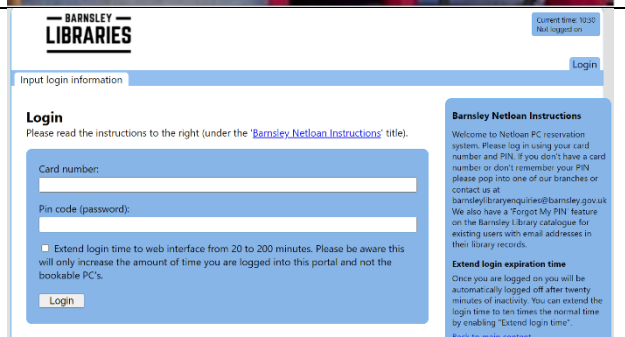 BARNSLEY
LIBRARIES
Current time: 10:30
Not logged on
Login
Input login information
Login
Please read the instructions to the right (under the 'Barnsley Netloan Instructions' title).
Card number:
Pin code (password):
Extend login time to web interface from 20 to 200 minutes. Please be aware this
will only increase the amount of time you are logged into this portal and not the
bookable PC's.
Login
Barnsley Netloan Instructions
Welcome to Netloan PC reservation
system. Please log in using your card
number and PIN. If you don't have a card
number or don't remember your PIN
please pop into one of our branches or
contact us at
barnsleylibraryenquiries@barnsley.gov.uk
We also have a 'Forgot My PIN' feature
on the Barnsley Library catalogue for
existing users with email addresses in
their library records.
Extend login expiration time
Once you are logged on you will be
automatically logged off after twenty
minutes of inactivity. You can extend the
login time to ten times the normal time
by enabling "Extend login time".
Back to main content